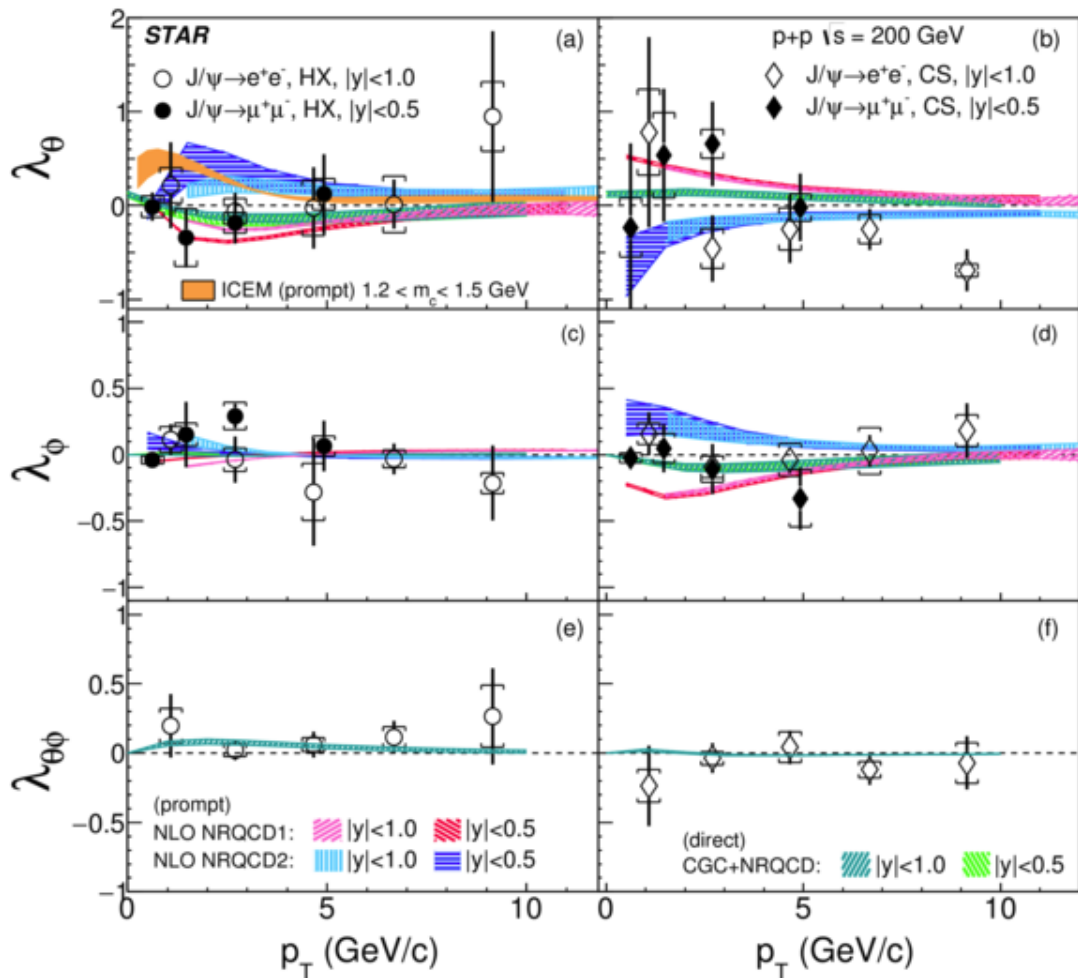 STAR
(a)
J/ψ→e⁺e⁻, HX, |y|<1.0
J/ψ→μ⁺μ⁻, HX, |y|<0.5
ICEM (prompt) 1.2 < m_c < 1.5 GeV
λ_θ
2
1
0
−1
p+p √s = 200 GeV
(b)
J/ψ→e⁺e⁻, CS, |y|<1.0
J/ψ→μ⁺μ⁻, CS, |y|<0.5
(c)
(d)
λ_ϕ
0.5
0
−0.5
−1
(e)
(f)
λ_θϕ
1
0.5
0
−0.5
−1
(prompt)
NLO NRQCD1: |y|<1.0 |y|<0.5
NLO NRQCD2: |y|<1.0 |y|<0.5
(direct)
CGC+NRQCD: |y|<1.0 |y|<0.5
0 5 10
5 10
p_T (GeV/c)
p_T (GeV/c)